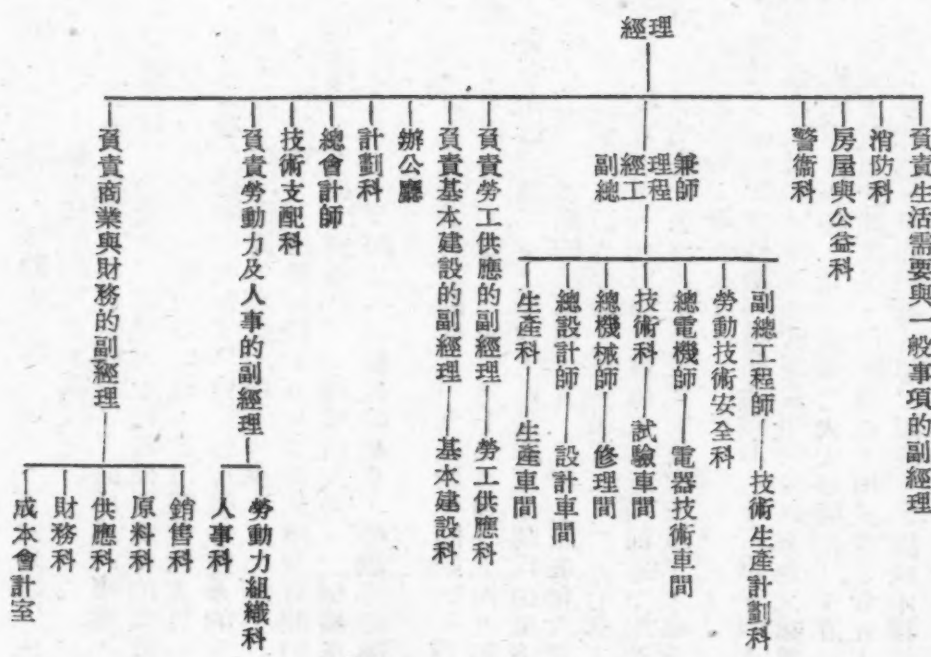 經理
負責生活需要與一般事項的副經理
消防科
房屋與公益科
警衞科
副經理兼總工程師
副總工程師
技術生產計劃科
勞動技術安全科
總電機師
電器技術車間
技術科
試驗車間
總機械師
修理間
總設計師
設計車間
生產科
生產車間
負責勞工供應的副經理
勞工供應科
負責基本建設的副經理
基本建設科
辦公廳
計劃科
總會計師
技術支配科
負責勞動力及人事的副經理
勞動力組織科
人事科
負責商業與財務的副經理
銷售科
原料科
供應科
財務科
成本會計室